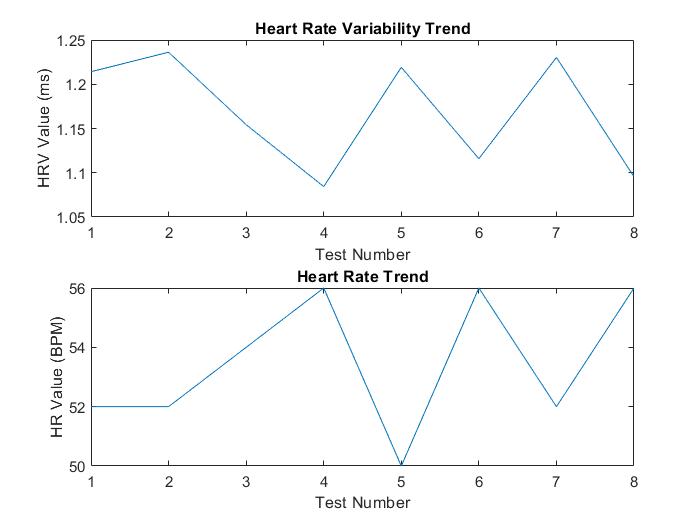 Heart Rate Variability Trend
1.25
1.2
1.15
1.1
1.05
HRV Value (ms)
1 2 3 4 5 6 7 8
Test Number
Heart Rate Trend
56
54
52
50
HR Value (BPM)
1 2 3 4 5 6 7 8
Test Number